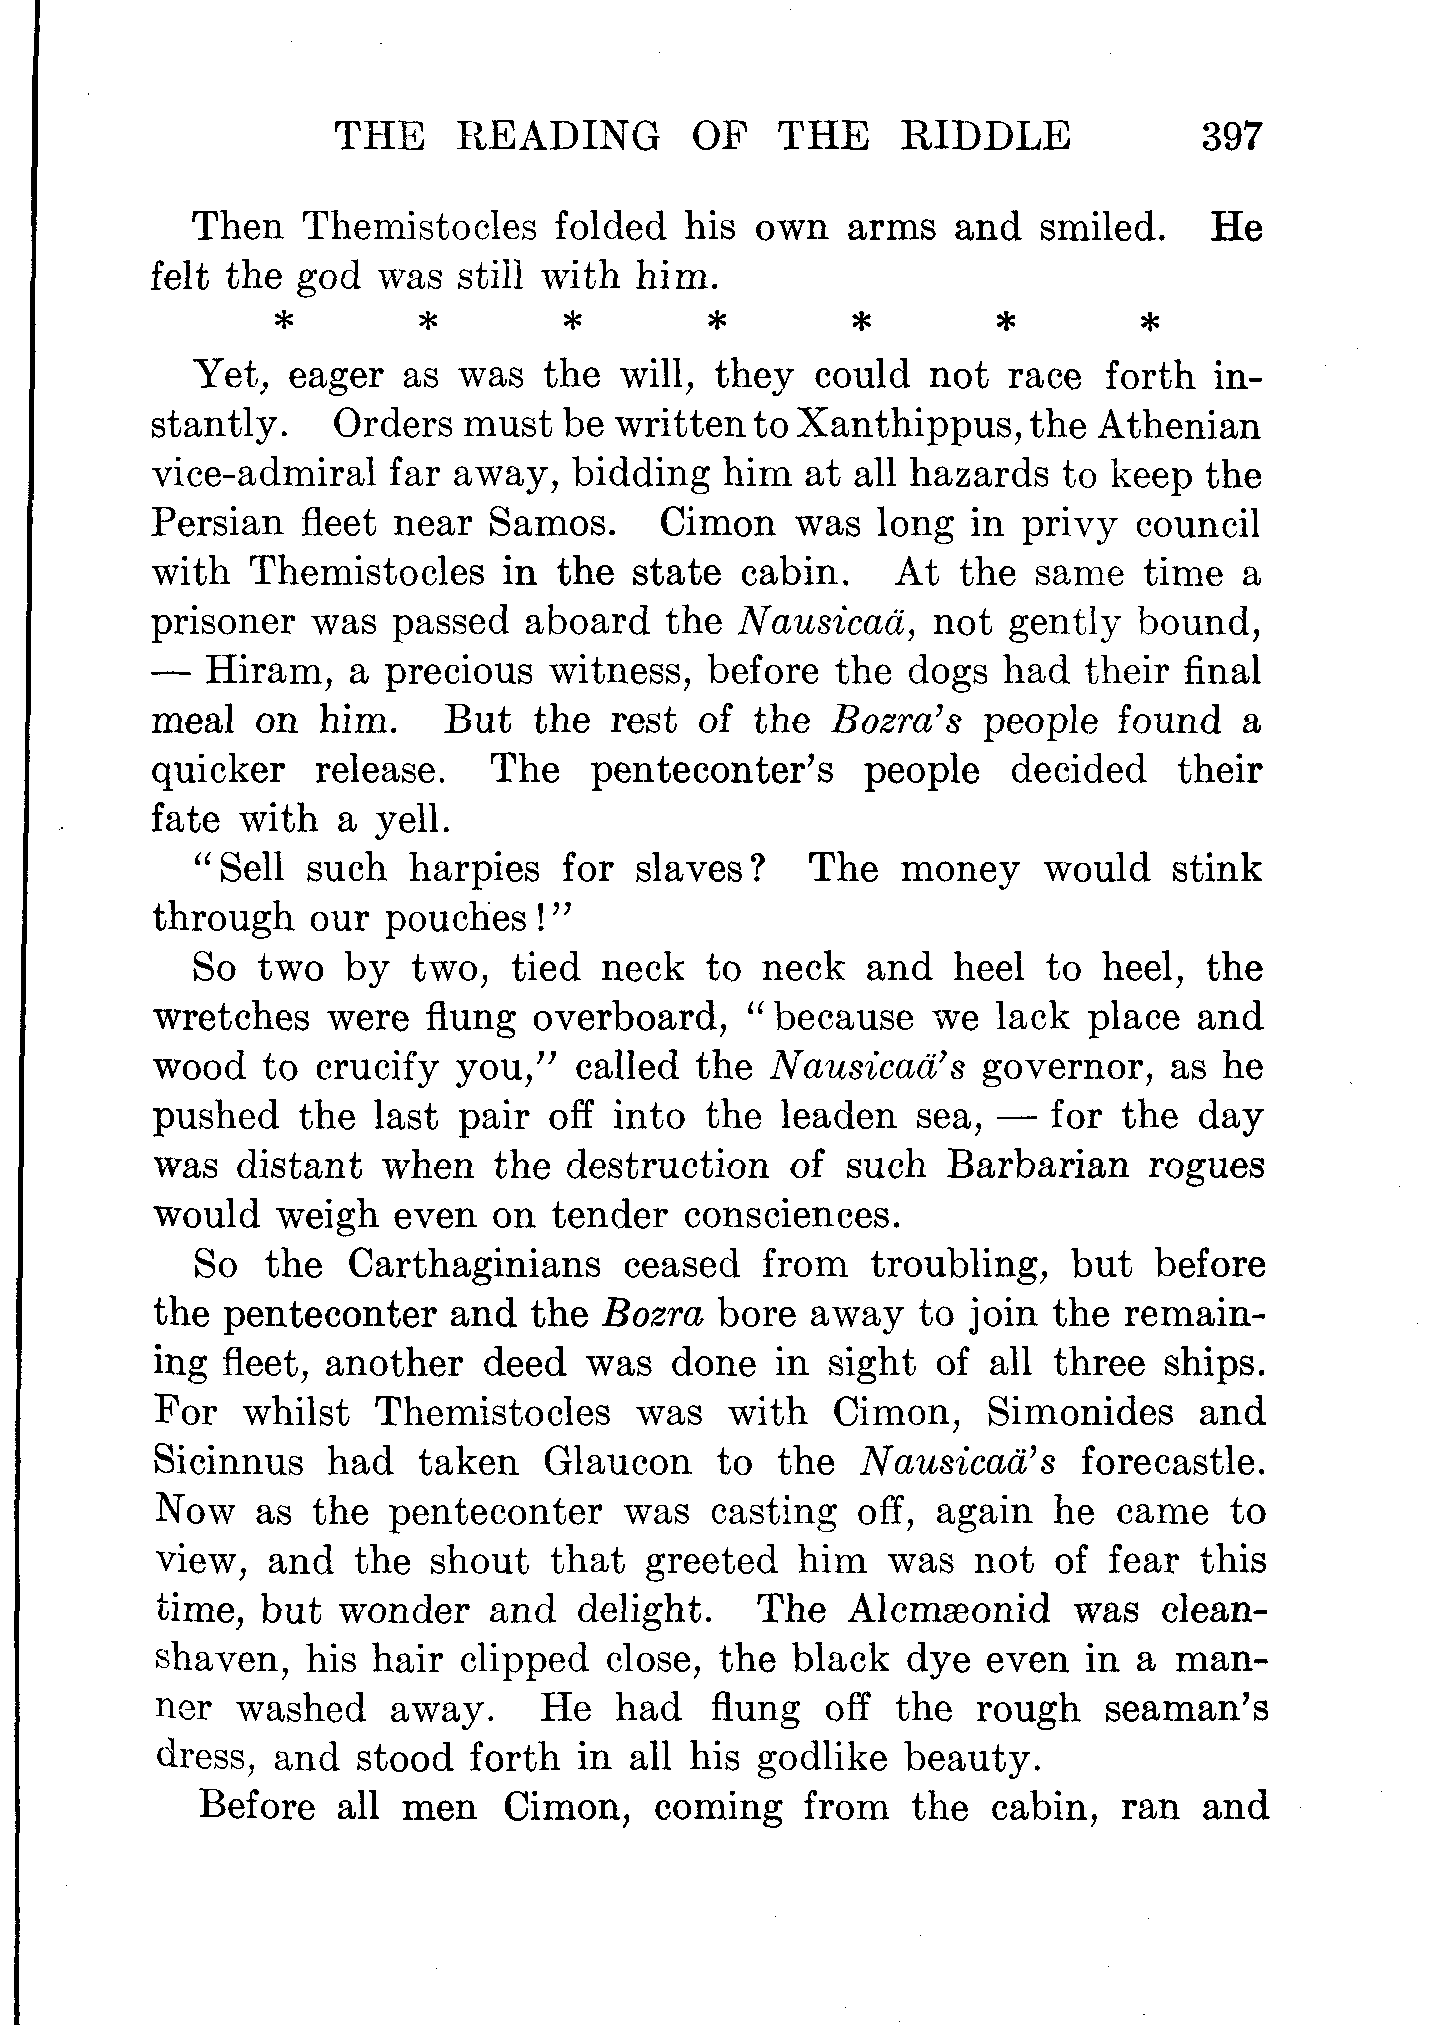 THE READING OF THE RIDDLE 397
Then Themistocles folded his own arms and smiled. He
felt the god was still with him.
* * * * * * *
Yet, eager as was the will, they could not race forth in-
stantly. Orders must be written to Xanthippus, the Athenian
vice-admiral far away, bidding him at all hazards to keep the
Persian fleet near Samos. Cimon was long in privy council
with Themistocles in the state cabin. At the same time a
prisoner was passed aboard the Nausicaä, not gently bound,
— Hiram, a precious witness, before the dogs had their final
meal on him. But the rest of the Bozra's people found a
quicker release. The penteconter's people decided their
fate with a yell.
"Sell such harpies for slaves? The money would stink
through our pouches!"
So two by two, tied neck to neck and heel to heel, the
wretches were flung overboard, "because we lack place and
wood to crucify you," called the Nausicaä's governor, as he
pushed the last pair off into the leaden sea, — for the day
was distant when the destruction of such Barbarian rogues
would weigh even on tender consciences.
So the Carthaginians ceased from troubling, but before
the penteconter and the Bozra bore away to join the remain-
ing fleet, another deed was done in sight of all three ships.
For whilst Themistocles was with Cimon, Simonides and
Sicinnus had taken Glaucon to the Nausicaä's forecastle.
Now as the penteconter was casting off, again he came to
view, and the shout that greeted him was not of fear this
time, but wonder and delight. The Alcmæonid was clean-
shaven, his hair clipped close, the black dye even in a man-
ner washed away. He had flung off the rough seaman's
dress, and stood forth in all his godlike beauty.
Before all men Cimon, coming from the cabin, ran and